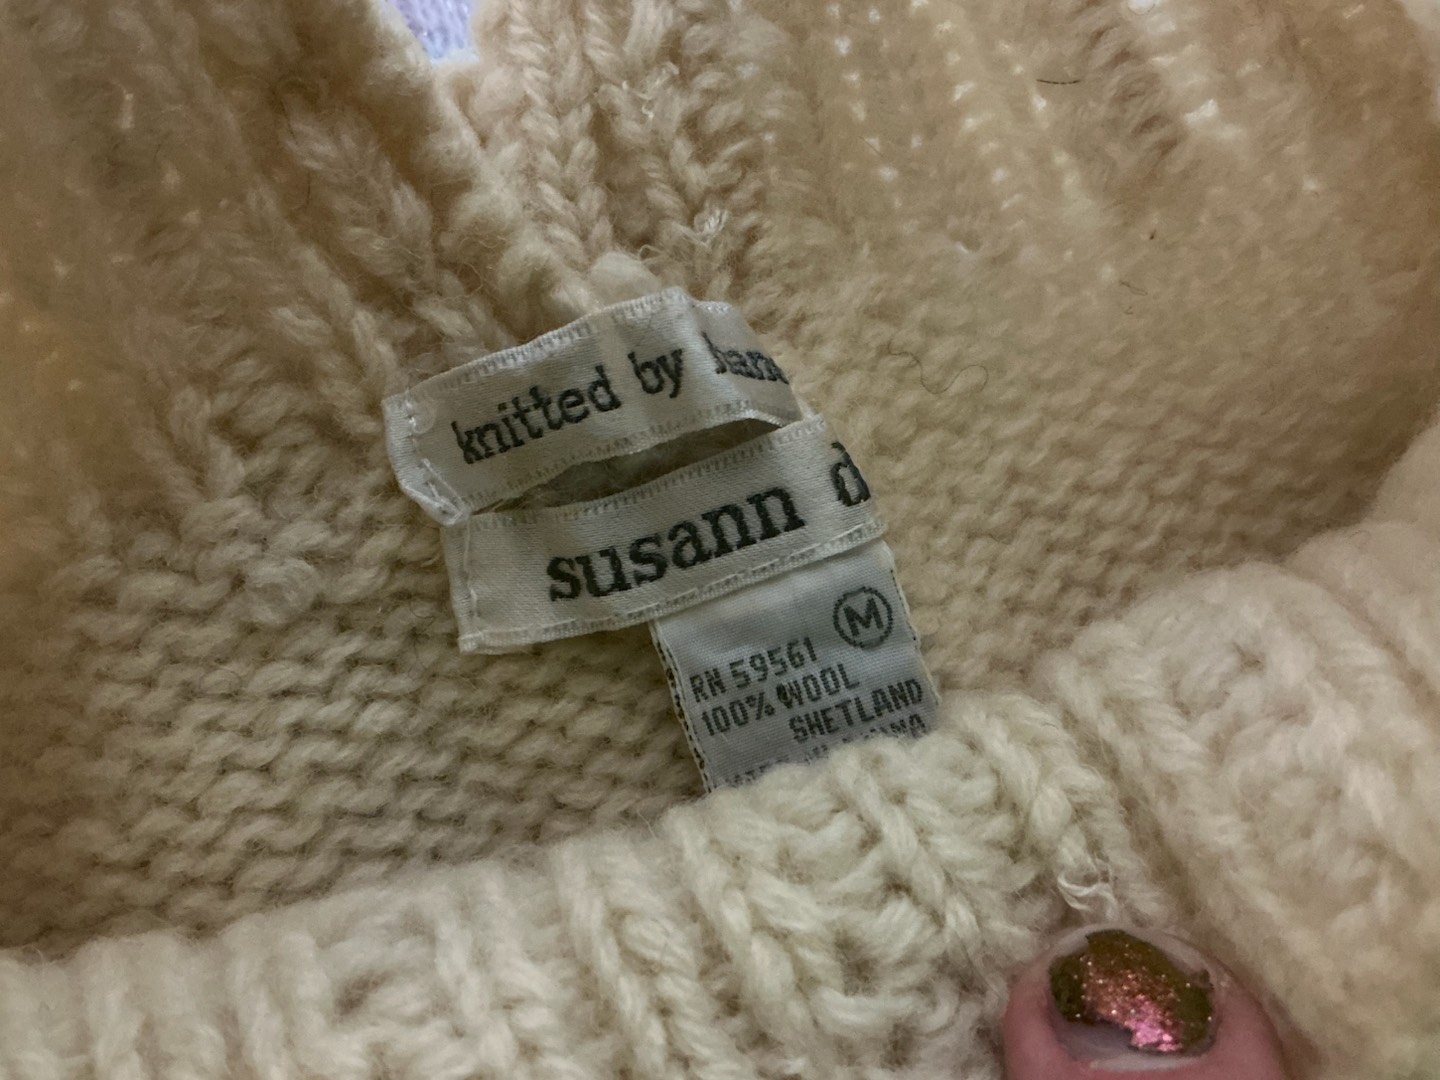 knitted by
susann
M
RN 59561
100% WOOL
SHETLAND